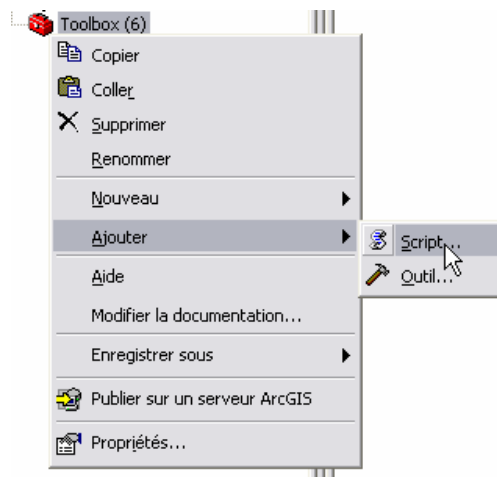 Toolbox (6)
Copier
Coller
Supprimer
Renommer
Nouveau
Ajouter
Script...
Outil...
Aide
Modifier la documentation...
Enregistrer sous
Publier sur un serveur ArcGIS
Propriétés...